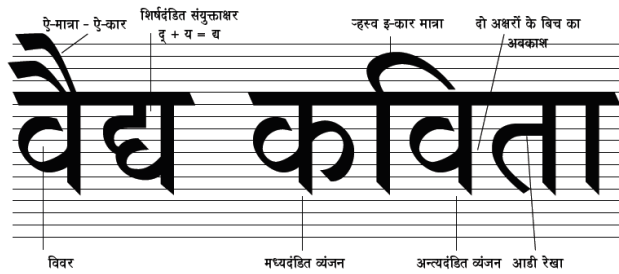 ऐ-मात्रा - ऐ-कार
शिर्षदंडित संयुक्ताक्षर
द् + य = द्य
ऱ्हस्व इ-कार मात्रा
दो अक्षरों के बिच का
अवकाश
वैद्य कविता
विवर
मध्यदंडित व्यंजन
अन्त्यदंडित व्यंजन
आडी रेखा